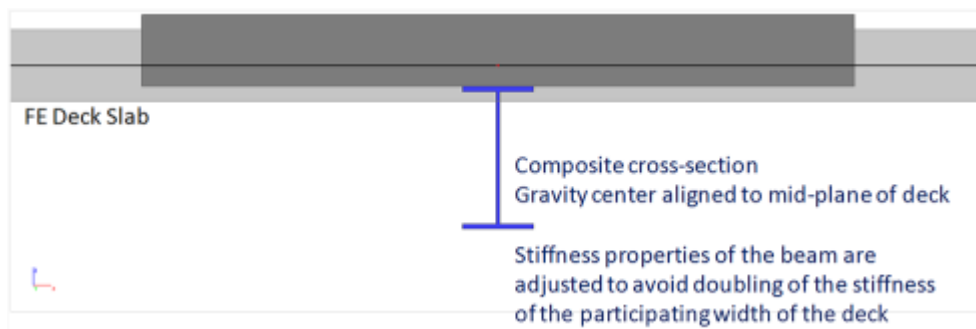 FE Deck Slab
Composite cross-section
Gravity center aligned to mid-plane of deck
Stiffness properties of the beam are
adjusted to avoid doubling of the stiffness
of the participating width of the deck